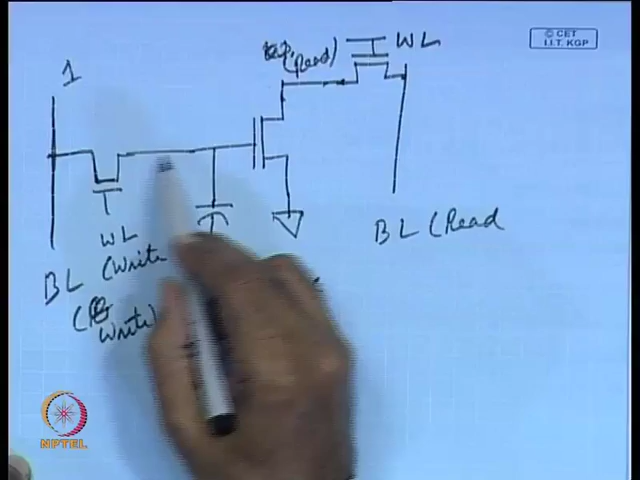 1
(Read) WL
© CET
I.I.T. KGP
WL
(Write
BL
(
Write)
BL (Read
NPTEL